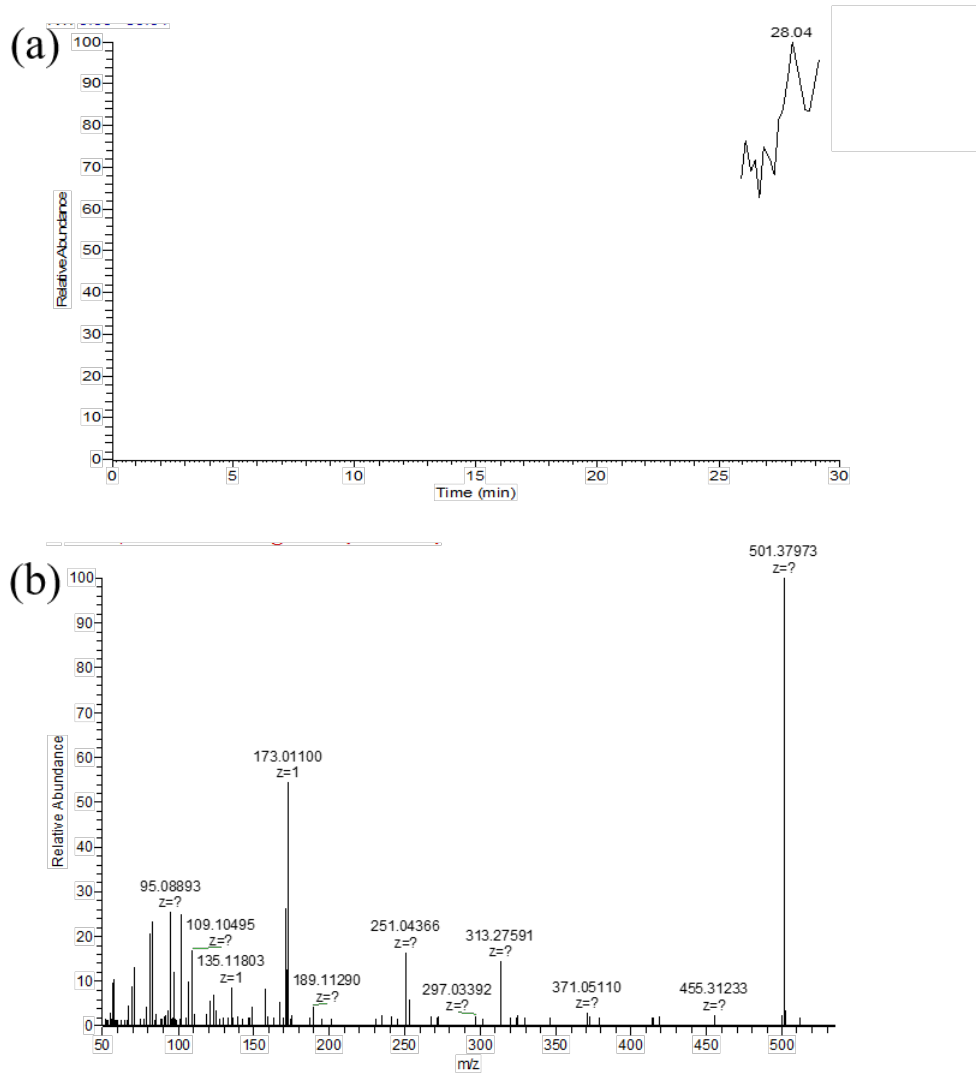 (a)
28.04
100
90
80
70
60
50
40
30
20
10
0
Relative Abundance
0 5 10 15 20 25 30
Time (min)
(b)
501.37973
z=?
100
90
80
70
60
50
40
30
20
10
0
Relative Abundance
173.01100
z=1
95.08893
z=?
109.10495
z=?
135.11803
z=1
189.11290
z=?
251.04366
z=?
313.27591
z=?
297.03392
z=?
371.05110
z=?
455.31233
z=?
50 100 150 200 250 300 350 400 450 500
m/z